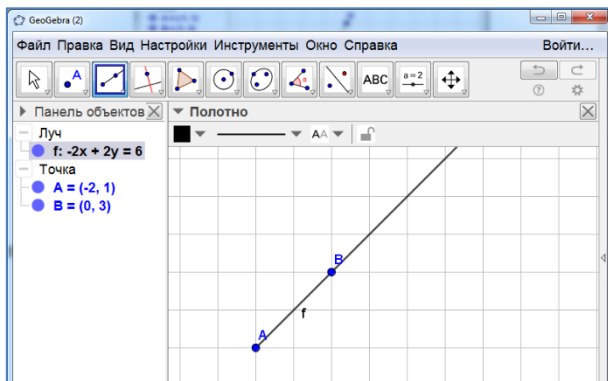 GeoGebra (2)
Файл Правка Вид Настройки Инструменты Окно Справка Войти...
A ABC a=2
Панель объектов Полотно
Луч
f: -2x + 2y = 6
Точка
A = (-2, 1)
B = (0, 3)
AA
B
f
A